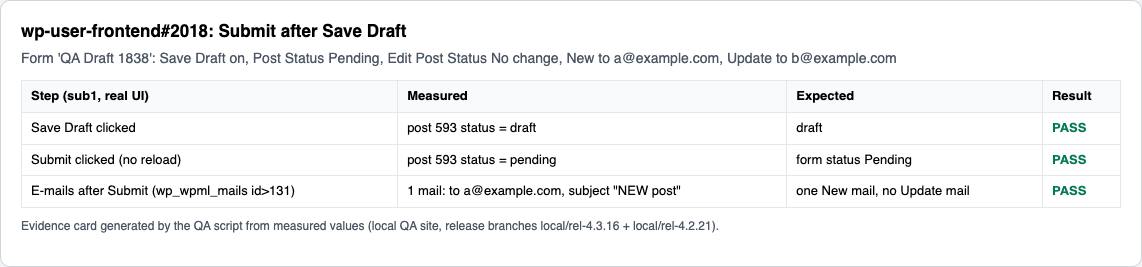 wp-user-frontend#2018: Submit after Save Draft
Form 'QA Draft 1838': Save Draft on, Post Status Pending, Edit Post Status No change, New to a@example.com, Update to b@example.com
Step (sub1, real UI) Measured Expected Result
Save Draft clicked post 593 status = draft draft PASS
Submit clicked (no reload) post 593 status = pending form status Pending PASS
E-mails after Submit (wp_wpml_mails id>131) 1 mail: to a@example.com, subject "NEW post" one New mail, no Update mail PASS
Evidence card generated by the QA script from measured values (local QA site, release branches local/rel-4.3.16 + local/rel-4.2.21).